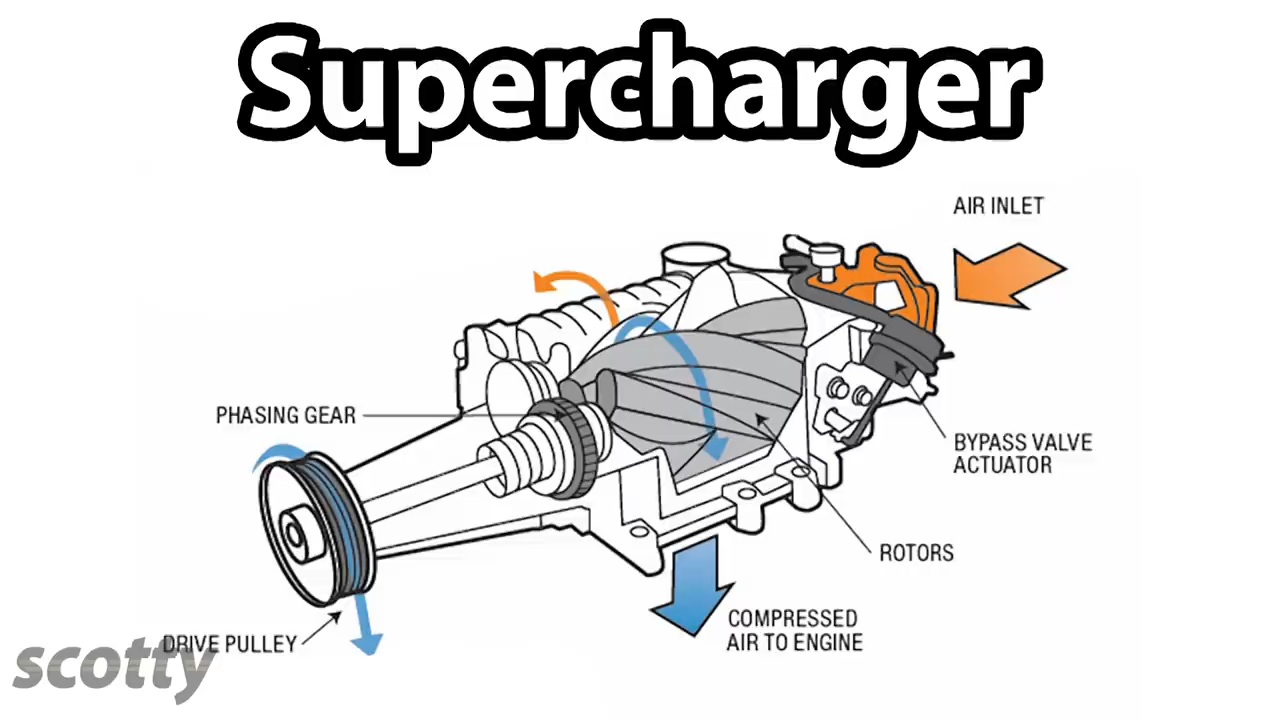 Supercharger
AIR INLET
PHASING GEAR
BYPASS VALVE
ACTUATOR
ROTORS
COMPRESSED
AIR TO ENGINE
DRIVE PULLEY
scotty